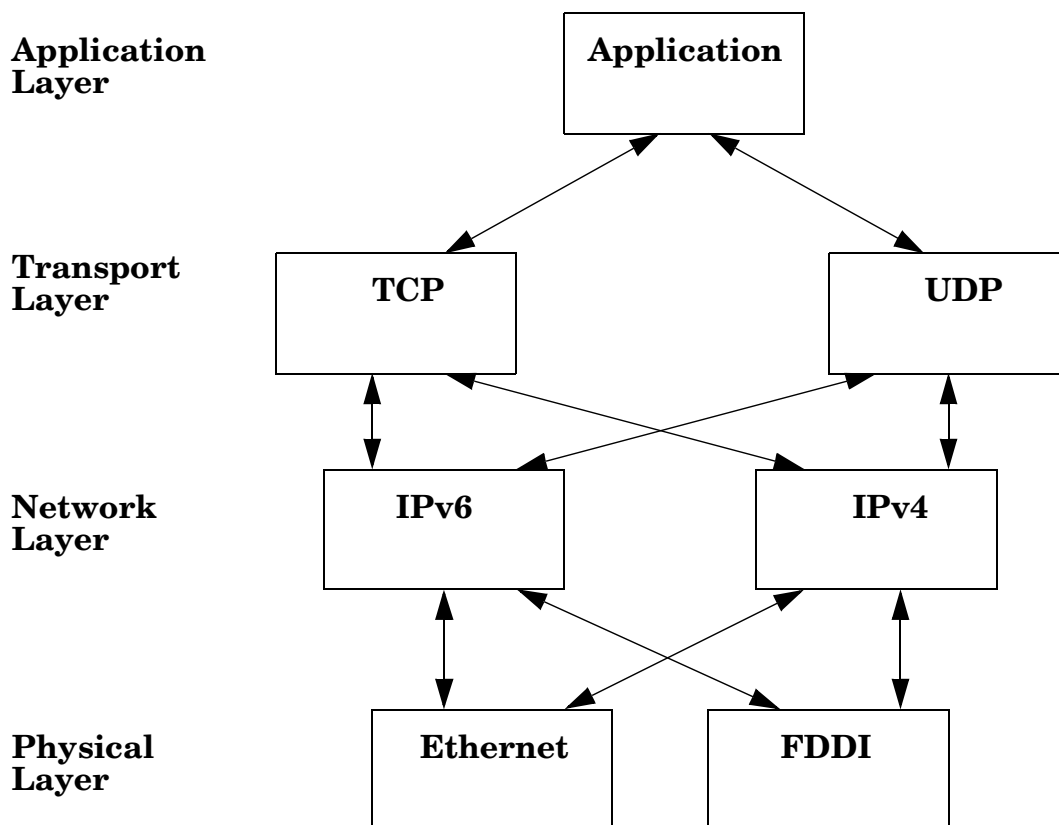 Application
Layer
Application
Transport
Layer
TCP
UDP
Network
Layer
IPv6
IPv4
Physical
Layer
Ethernet
FDDI